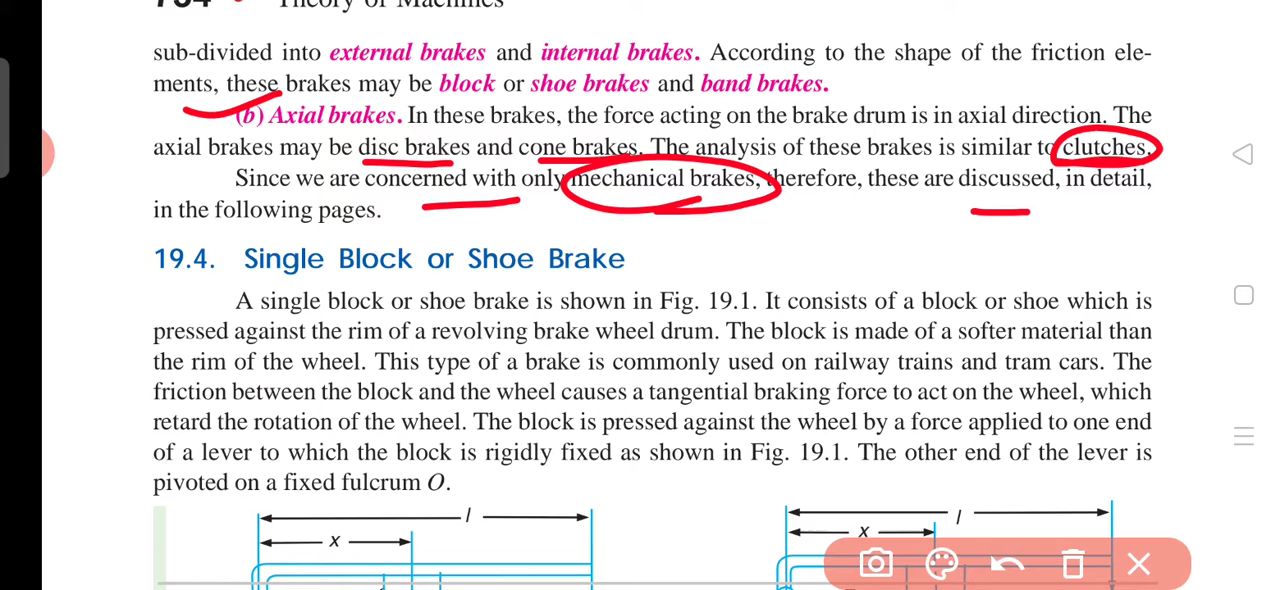 Theory of Machines
sub-divided into external brakes and internal brakes. According to the shape of the friction ele-
ments, these brakes may be block or shoe brakes and band brakes.
(b) Axial brakes. In these brakes, the force acting on the brake drum is in axial direction. The
axial brakes may be disc brakes and cone brakes. The analysis of these brakes is similar to clutches.
Since we are concerned with only mechanical brakes, therefore, these are discussed, in detail,
in the following pages.
19.4. Single Block or Shoe Brake
A single block or shoe brake is shown in Fig. 19.1. It consists of a block or shoe which is
pressed against the rim of a revolving brake wheel drum. The block is made of a softer material than
the rim of the wheel. This type of a brake is commonly used on railway trains and tram cars. The
friction between the block and the wheel causes a tangential braking force to act on the wheel, which
retard the rotation of the wheel. The block is pressed against the wheel by a force applied to one end
of a lever to which the block is rigidly fixed as shown in Fig. 19.1. The other end of the lever is
pivoted on a fixed fulcrum O.
l l
x x